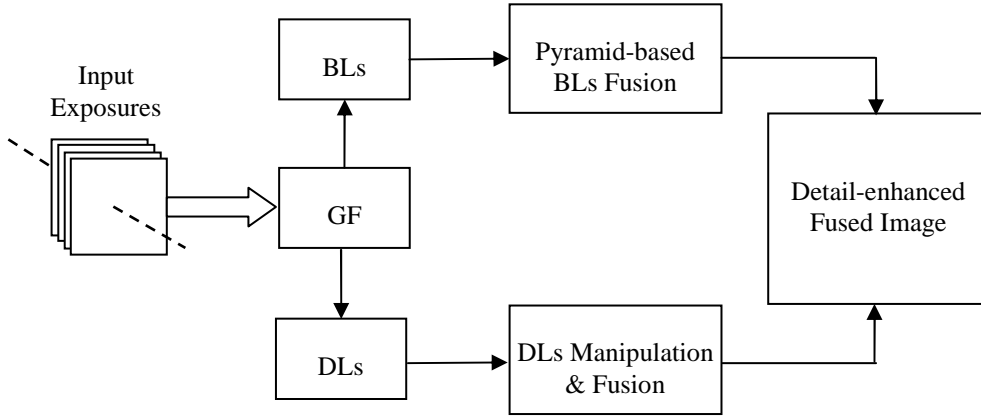 Input
Exposures
BLs
Pyramid-based
BLs Fusion
GF
Detail-enhanced
Fused Image
DLs
DLs Manipulation
& Fusion